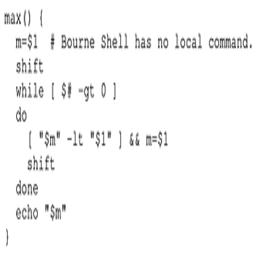 max() {
  m=$1  # Bourne Shell has no local command.
  shift
  while [ $# -gt 0 ]
  do
    [ "$m" -lt "$1" ] && m=$1
    shift
  done
  echo "$m"
}